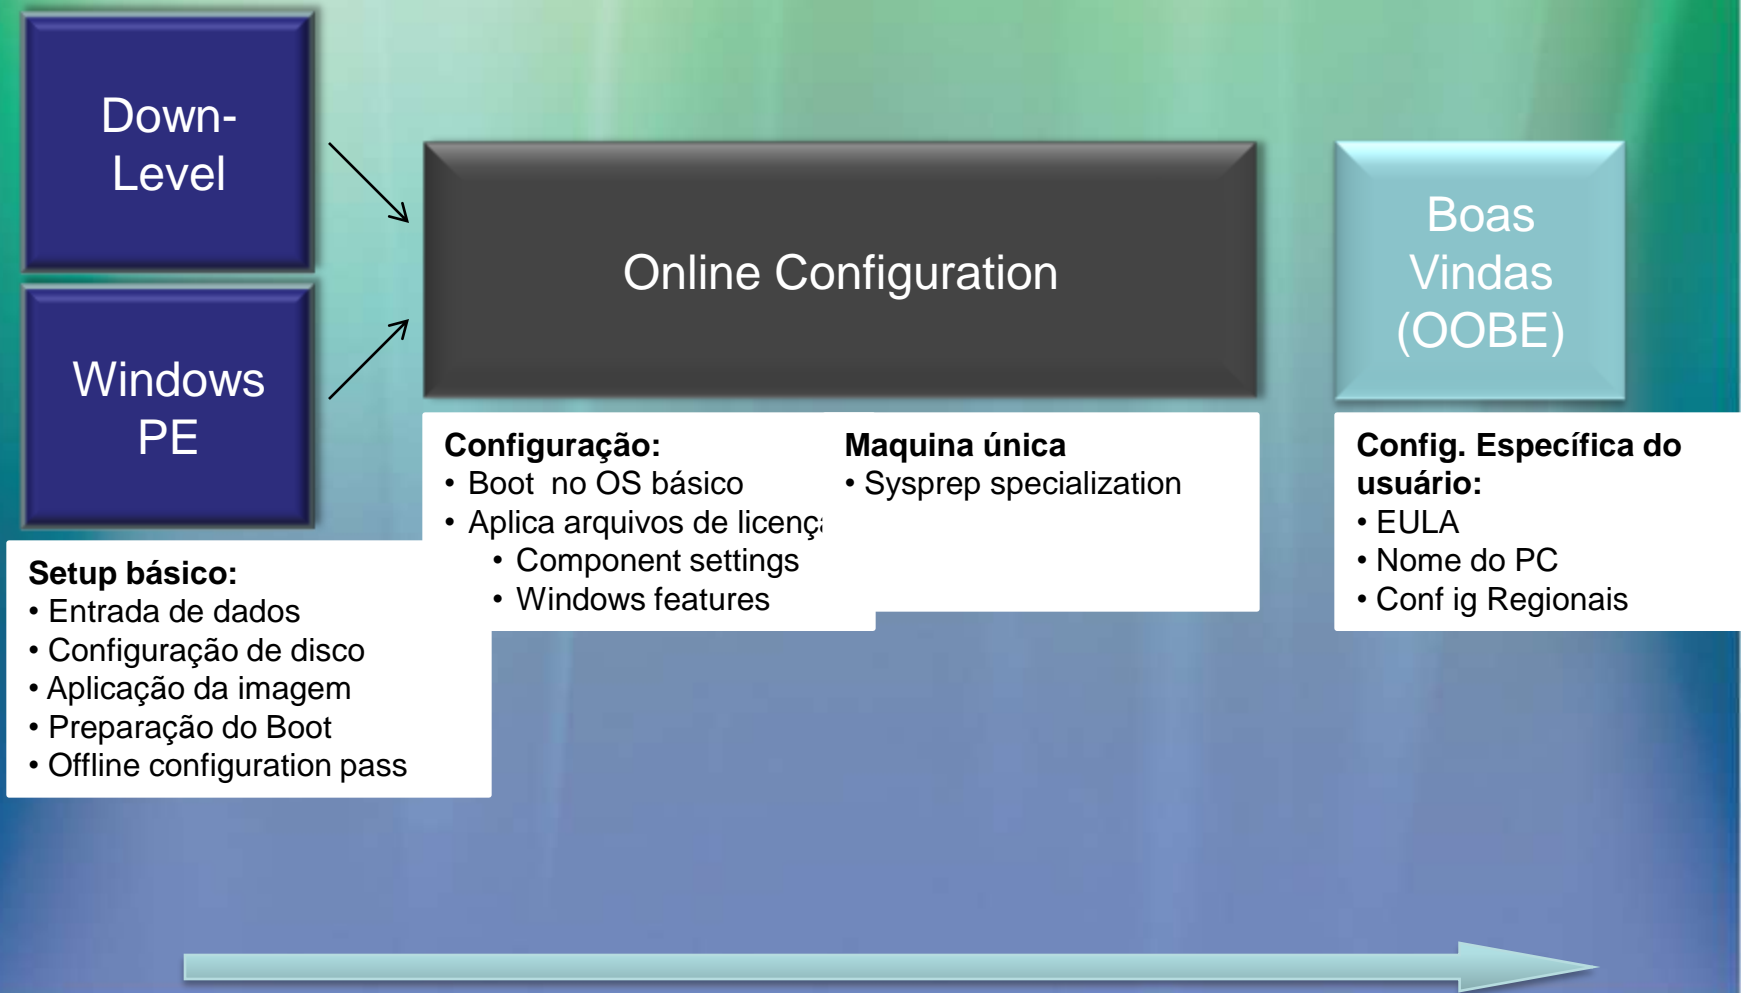 Down-
Level
Windows
PE
Setup básico:
• Entrada de dados
• Configuração de disco
• Aplicação da imagem
• Preparação do Boot
• Offline configuration pass
Online Configuration
Configuração:
• Boot  no OS básico
• Aplica arquivos de licença
• Component settings
• Windows features
Maquina única
• Sysprep specialization
Boas
Vindas
(OOBE)
Config. Específica do
usuário:
• EULA
• Nome do PC
• Conf ig Regionais